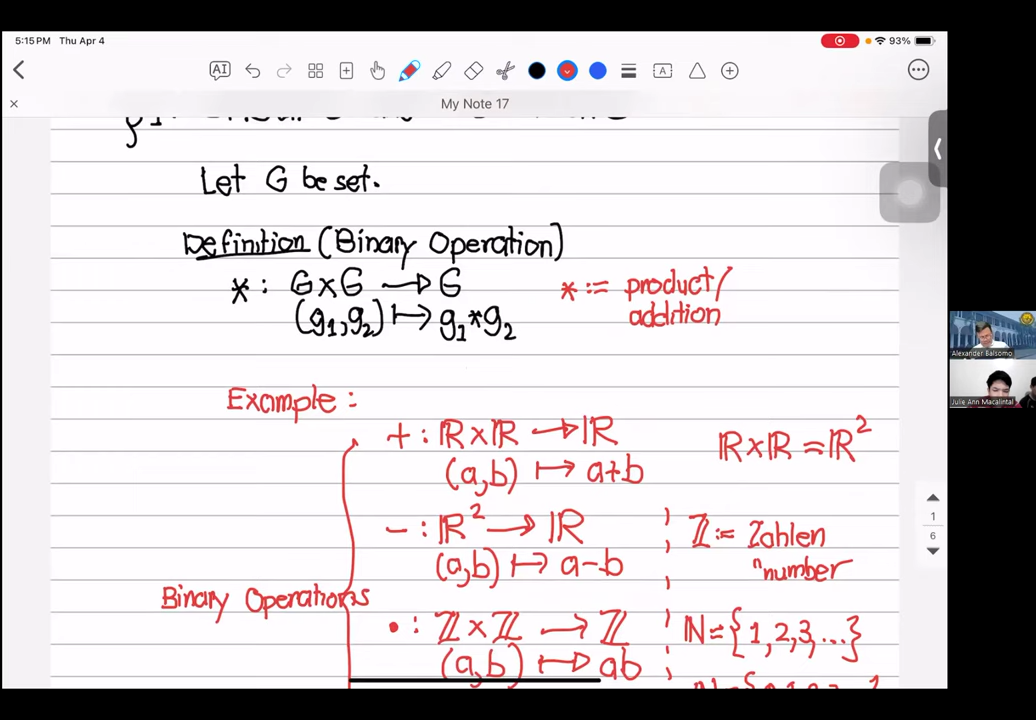 5:15 PM Thu Apr 4
93%
AI
A
My Note 17
Let G be set.
Definition (Binary Operation)
* : G×G → G
(g₁,g₂) ↦ g₁*g₂
* := product/
addition
Example :
+ : ℝ×ℝ → ℝ
(a,b) ↦ a+b
ℝ×ℝ = ℝ²
- : ℝ² → ℝ
(a,b) ↦ a-b
ℤ := Zahlen
"number
Binary Operations
• : ℤ×ℤ → ℤ
(a,b) ↦ ab
ℕ = {1,2,3,...}
1
6
Alexander Balsomo
Julie Ann Macalintal